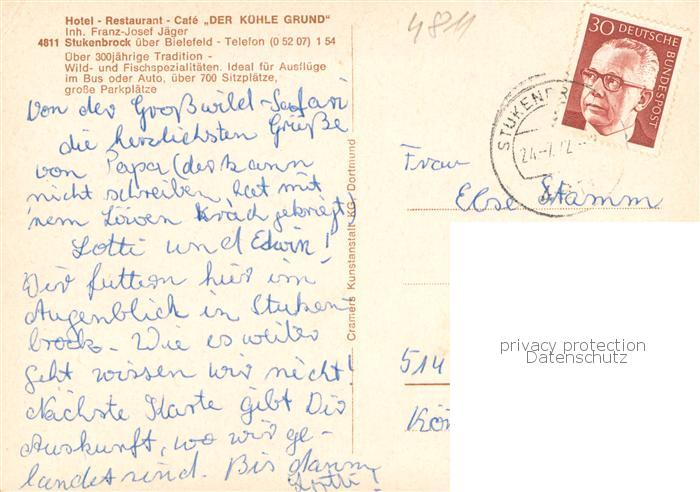 Hotel - Restaurant - Café „DER KÜHLE GRUND"
Inh. Franz-Josef Jäger
4811 Stukenbrock über Bielefeld - Telefon (0 52 07) 1 54
Über 300jährige Tradition -
Wild- und Fischspezialitäten. Ideal für Ausflüge
im Bus oder Auto, über 700 Sitzplätze,
große Parkplätze
Von der Großwild-Safari
die herzlichsten Grüße
von Papa (der kann
nicht schreiben, hat mit
'nem Löwen Krach gekriegt)
Lotti und Edwin!
Wir futtern hier im
Augenblick in Stuken-
brock. Wie es weiter
geht wissen wir nicht!
Nächste Karte gibt Dir
Auskunft, wo wir ge-
landet sind. Bis dann,
Lotti!
Cramers Kunstanstalt KG, Dortmund
4811
30 DEUTSCHE
BUNDESPOST
24.-7.72.
Frau
Else Stamm
514
privacy protection
Datenschutz